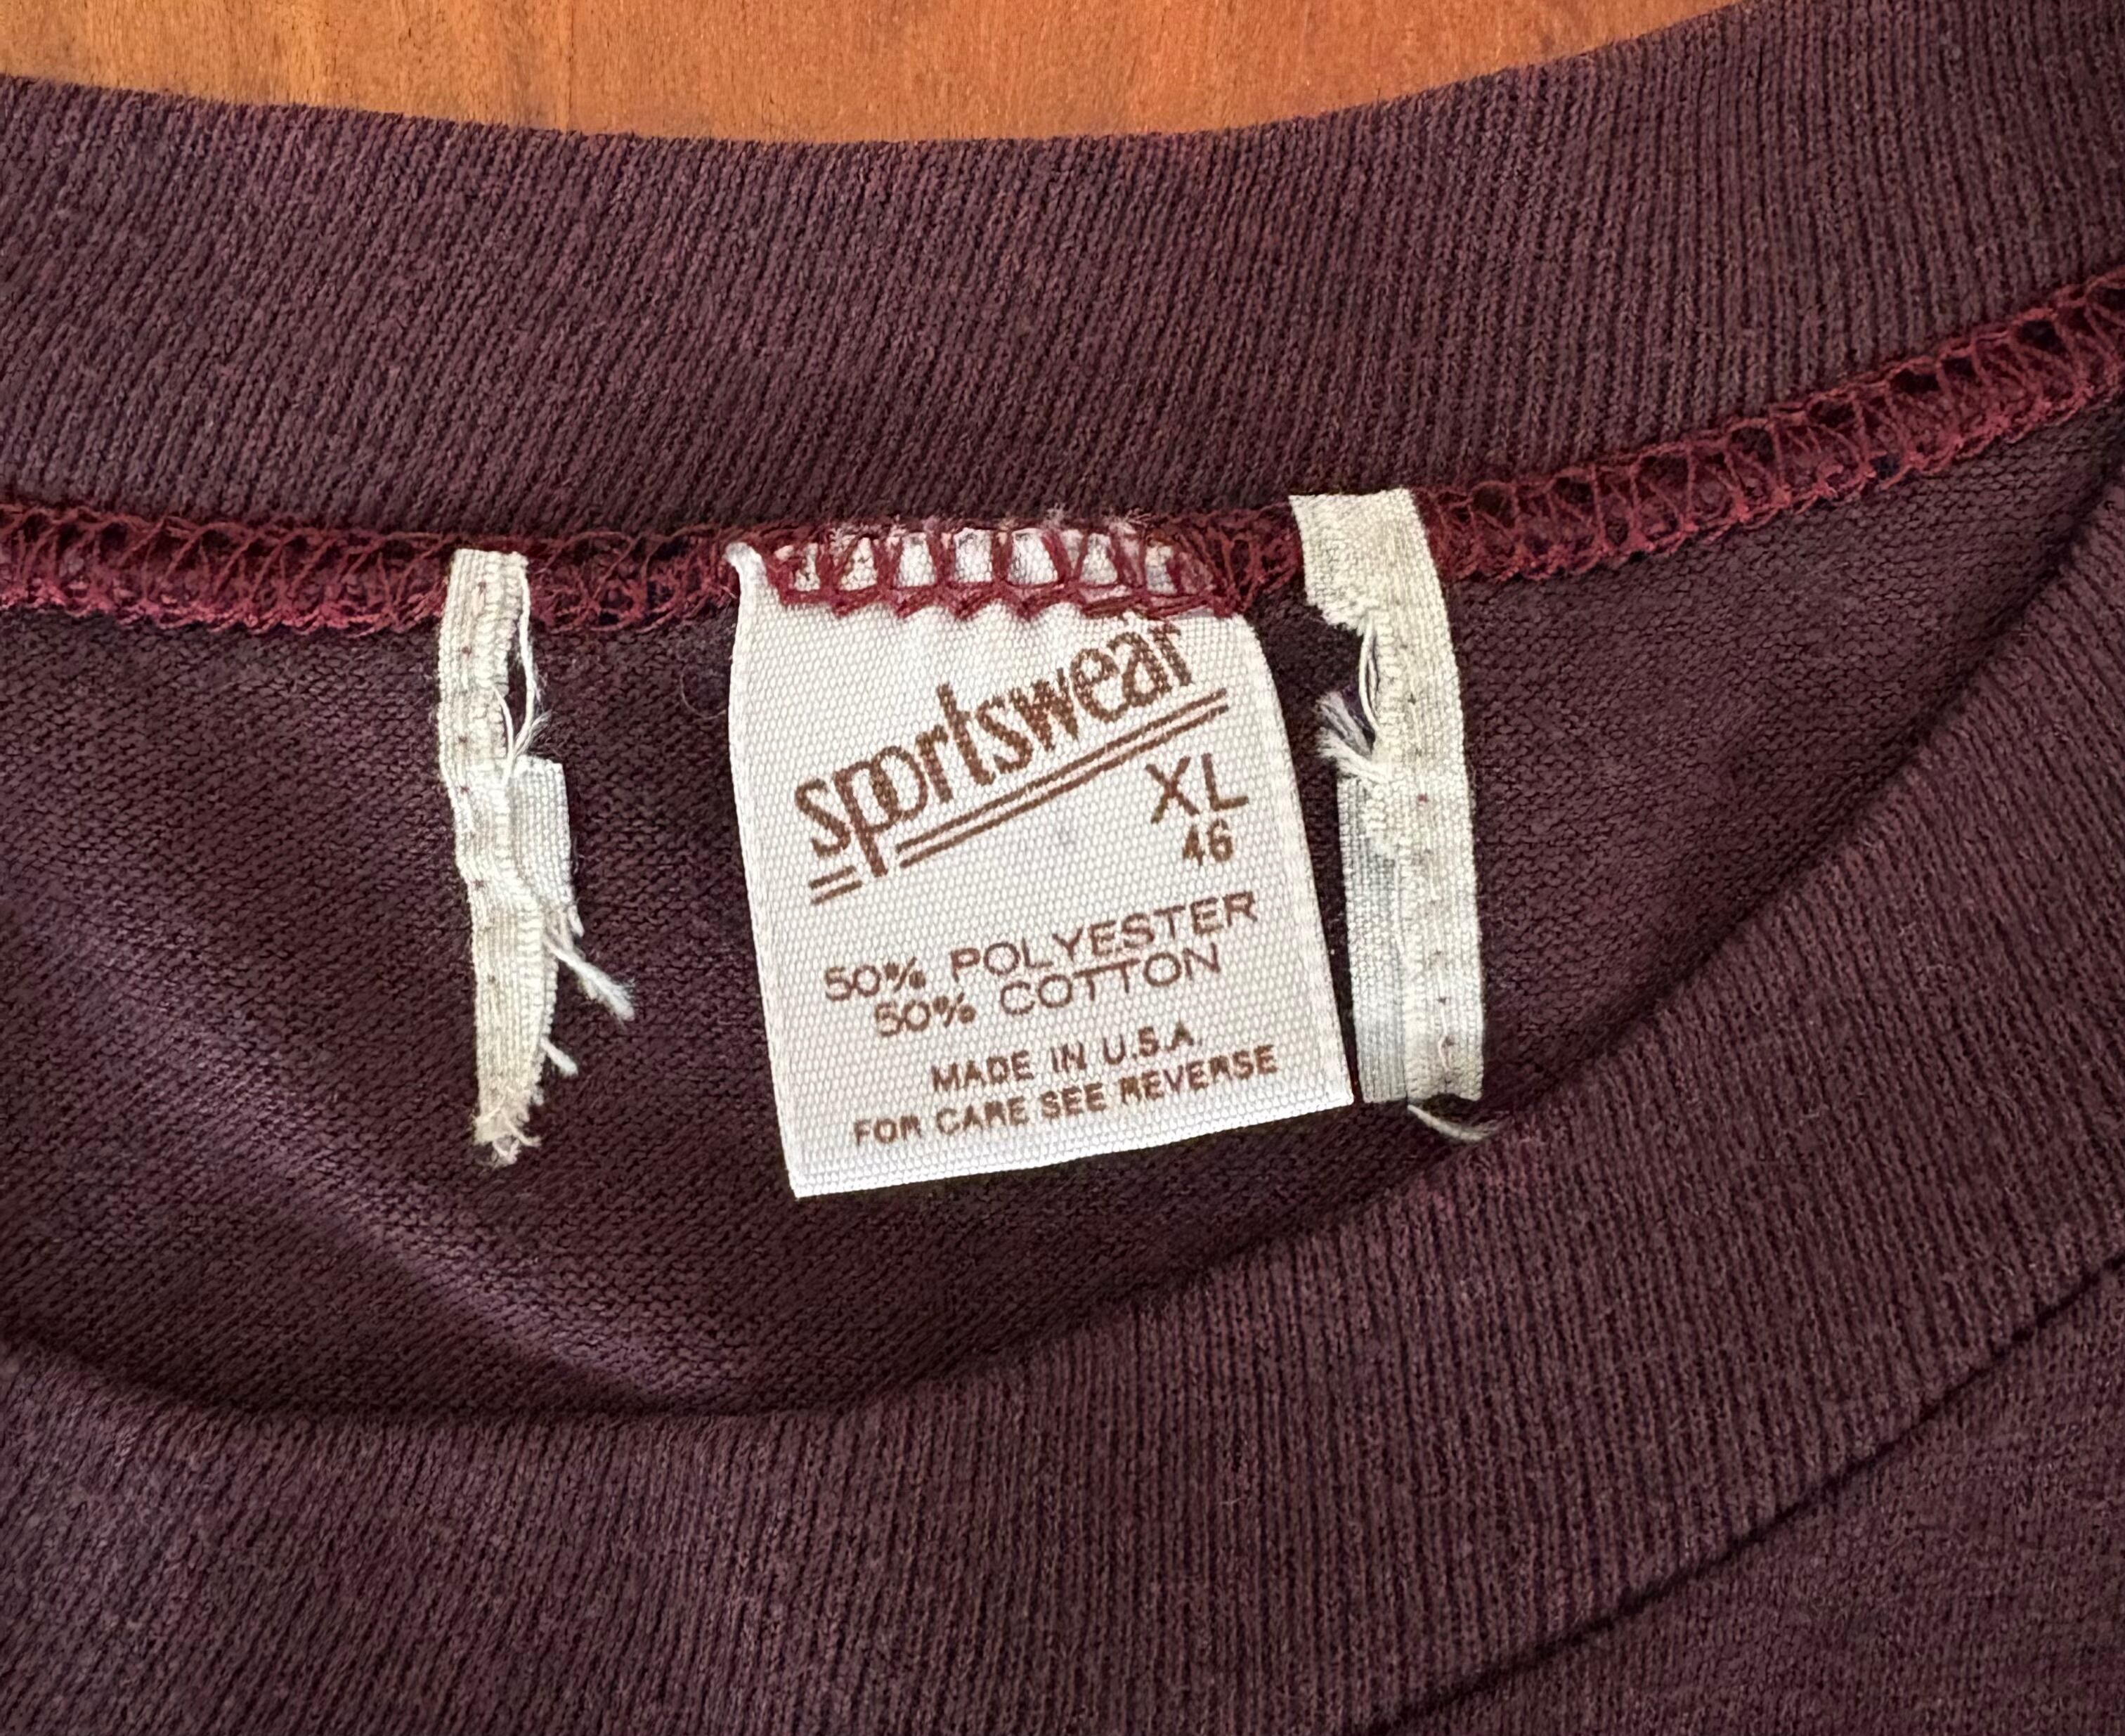 sportswear
XL
46
50% POLYESTER
50% COTTON
MADE IN U.S.A.
FOR CARE SEE REVERSE